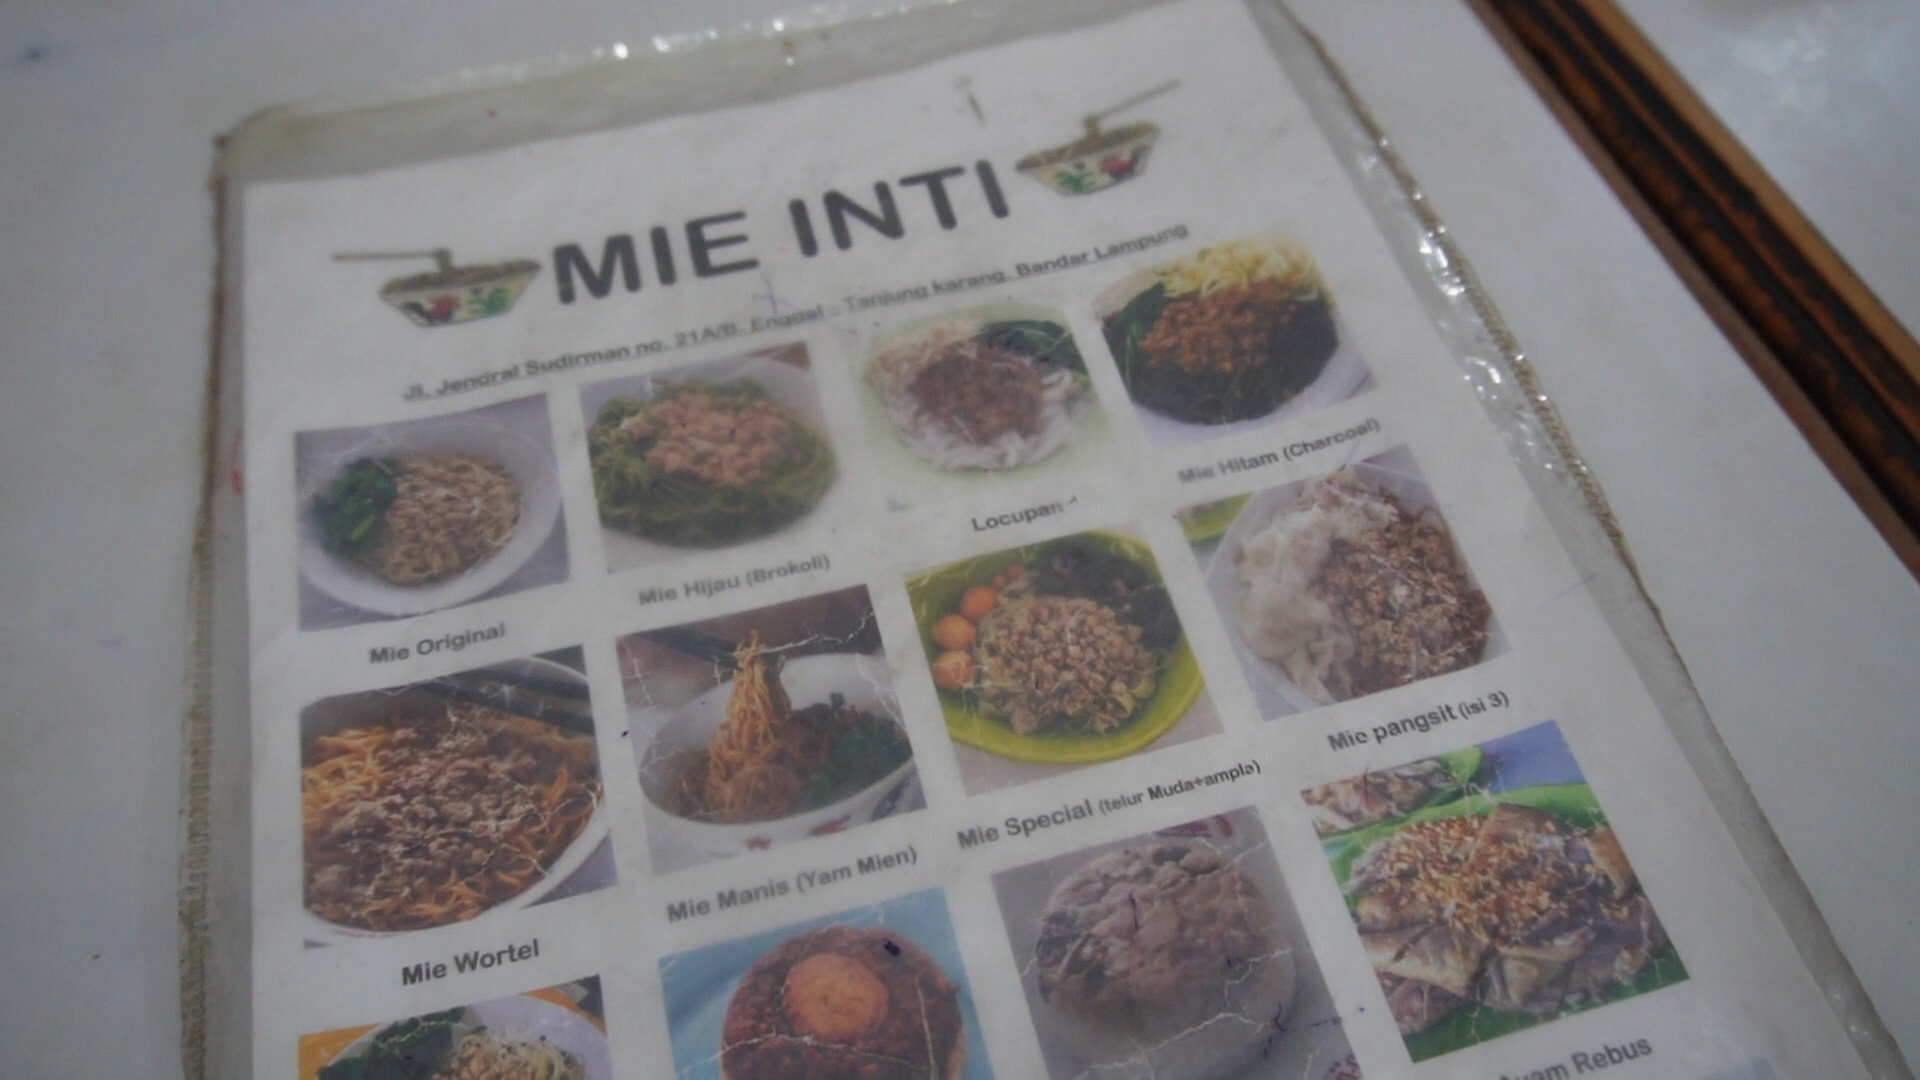 MIE INTI
Jl. Jendral Sudirman no. 21A/B. Enggal - Tanjung karang. Bandar Lampung
Mie Original
Mie Hijau (Brokoli)
Locupan
Mie Hitam (Charcoal)
Mie Wortel
Mie Manis (Yam Mien)
Mie Special (telur Muda+ampla)
Mie pangsit (isi 3)
Ayam Rebus